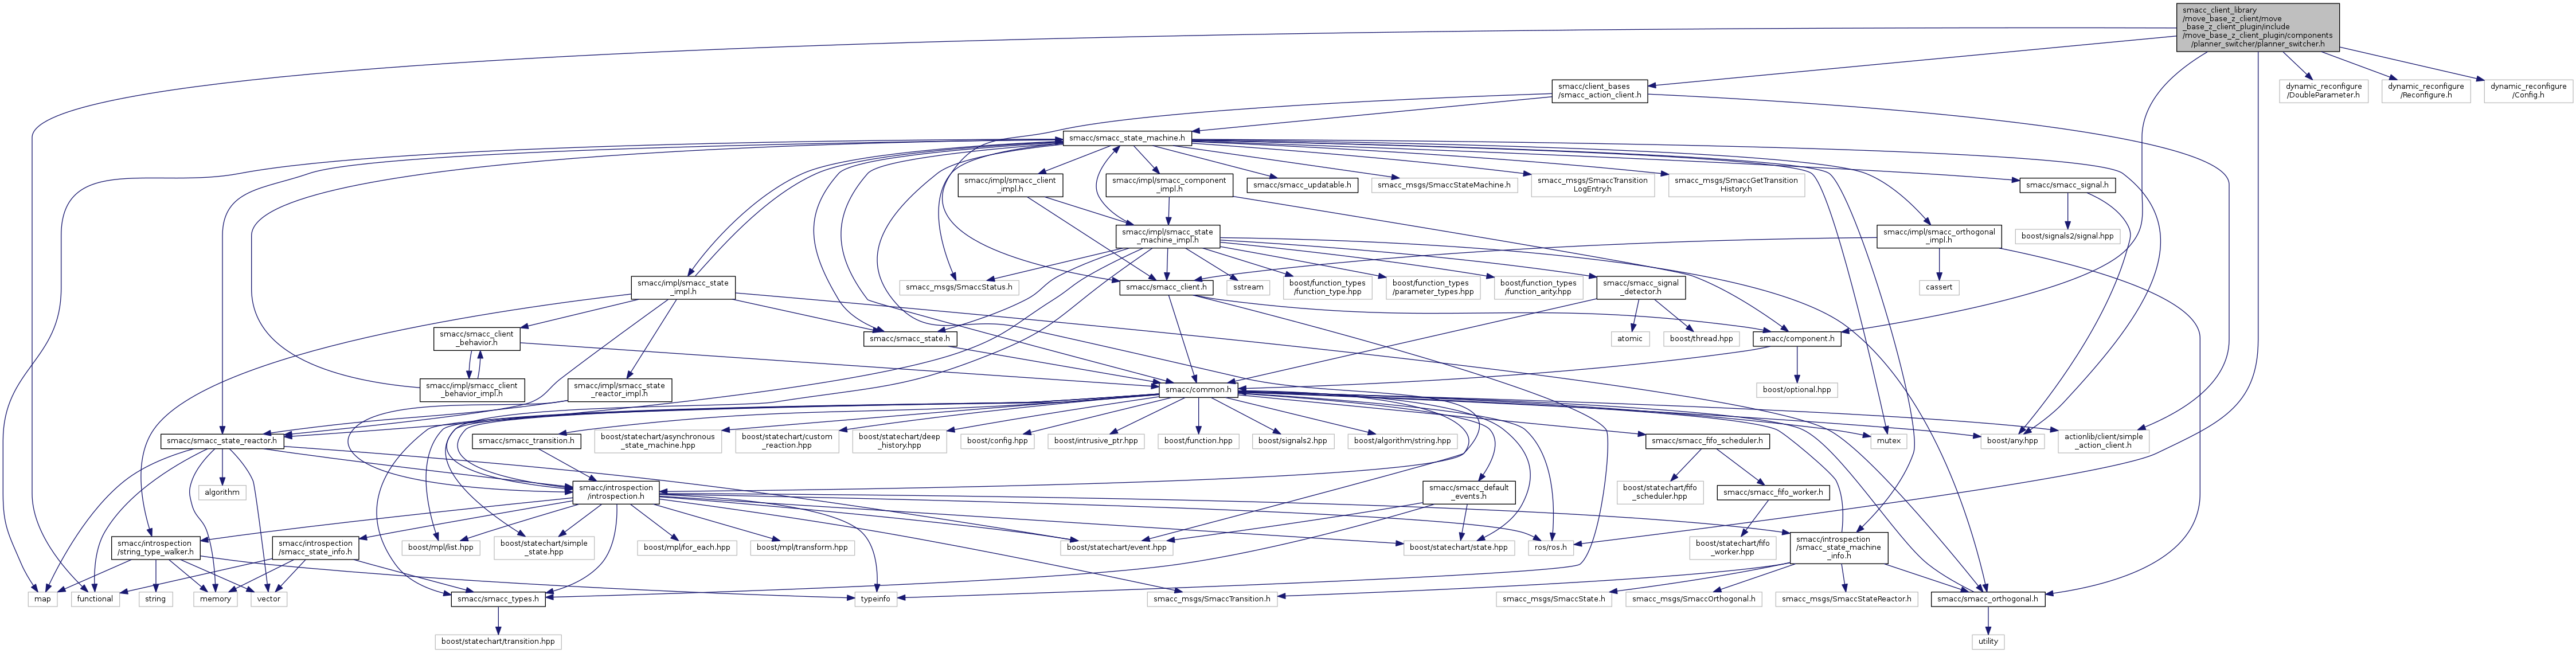 smacc_client_library
/move_base_z_client/move
_base_z_client_plugin/include
/move_base_z_client_plugin/components
/planner_switcher/planner_switcher.h
smacc/client_bases
/smacc_action_client.h
dynamic_reconfigure
/DoubleParameter.h
dynamic_reconfigure
/Reconfigure.h
dynamic_reconfigure
/Config.h
smacc/smacc_state_machine.h
smacc/impl/smacc_client
_impl.h
smacc/impl/smacc_component
_impl.h
smacc/smacc_updatable.h
smacc_msgs/SmaccStateMachine.h
smacc_msgs/SmaccTransition
LogEntry.h
smacc_msgs/SmaccGetTransition
History.h
smacc/smacc_signal.h
smacc/impl/smacc_state
_machine_impl.h
boost/signals2/signal.hpp
smacc/impl/smacc_orthogonal
_impl.h
smacc/impl/smacc_state
_impl.h
smacc_msgs/SmaccStatus.h
smacc/smacc_client.h
sstream
boost/function_types
/function_type.hpp
boost/function_types
/parameter_types.hpp
boost/function_types
/function_arity.hpp
smacc/smacc_signal
_detector.h
cassert
smacc/smacc_client
_behavior.h
smacc/smacc_state.h
atomic
boost/thread.hpp
smacc/component.h
smacc/impl/smacc_client
_behavior_impl.h
smacc/impl/smacc_state
_reactor_impl.h
smacc/common.h
boost/optional.hpp
smacc/smacc_state_reactor.h
smacc/smacc_transition.h
boost/statechart/asynchronous
_state_machine.hpp
boost/statechart/custom
_reaction.hpp
boost/statechart/deep
_history.hpp
boost/config.hpp
boost/intrusive_ptr.hpp
boost/function.hpp
boost/signals2.hpp
boost/algorithm/string.hpp
smacc/smacc_fifo_scheduler.h
mutex
boost/any.hpp
actionlib/client/simple
_action_client.h
algorithm
smacc/introspection
/introspection.h
smacc/smacc_default
_events.h
boost/statechart/fifo
_scheduler.hpp
smacc/smacc_fifo_worker.h
smacc/introspection
/string_type_walker.h
smacc/introspection
/smacc_state_info.h
boost/mpl/list.hpp
boost/statechart/simple
_state.hpp
boost/mpl/for_each.hpp
boost/mpl/transform.hpp
boost/statechart/event.hpp
boost/statechart/state.hpp
ros/ros.h
boost/statechart/fifo
_worker.hpp
smacc/introspection
/smacc_state_machine
_info.h
map
functional
string
memory
vector
smacc/smacc_types.h
typeinfo
smacc_msgs/SmaccTransition.h
smacc_msgs/SmaccState.h
smacc_msgs/SmaccOrthogonal.h
smacc_msgs/SmaccStateReactor.h
smacc/smacc_orthogonal.h
boost/statechart/transition.hpp
utility